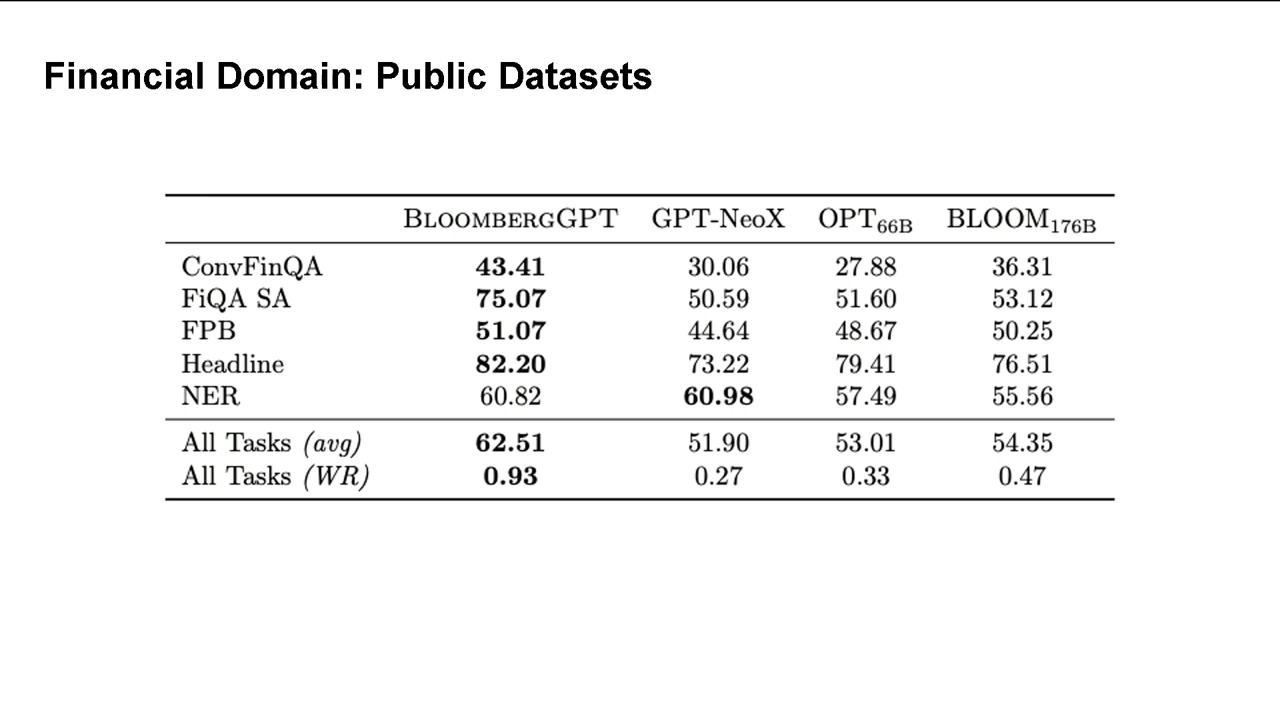 Financial Domain: Public Datasets
BLOOMBERGGPT GPT-NeoX OPT66B BLOOM176B
ConvFinQA 43.41 30.06 27.88 36.31
FiQA SA 75.07 50.59 51.60 53.12
FPB 51.07 44.64 48.67 50.25
Headline 82.20 73.22 79.41 76.51
NER 60.82 60.98 57.49 55.56
All Tasks (avg) 62.51 51.90 53.01 54.35
All Tasks (WR) 0.93 0.27 0.33 0.47